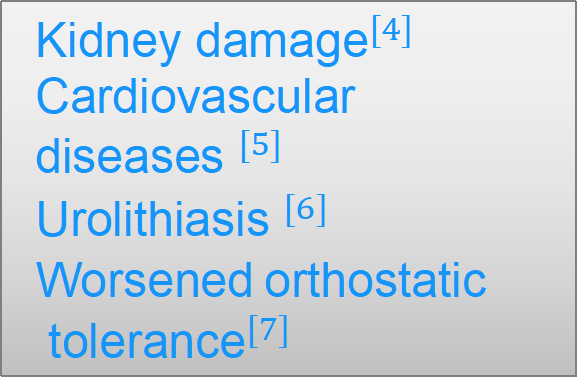 Kidney damage[4]
Cardiovascular
diseases [5]
Urolithiasis [6]
Worsened orthostatic
tolerance[7]